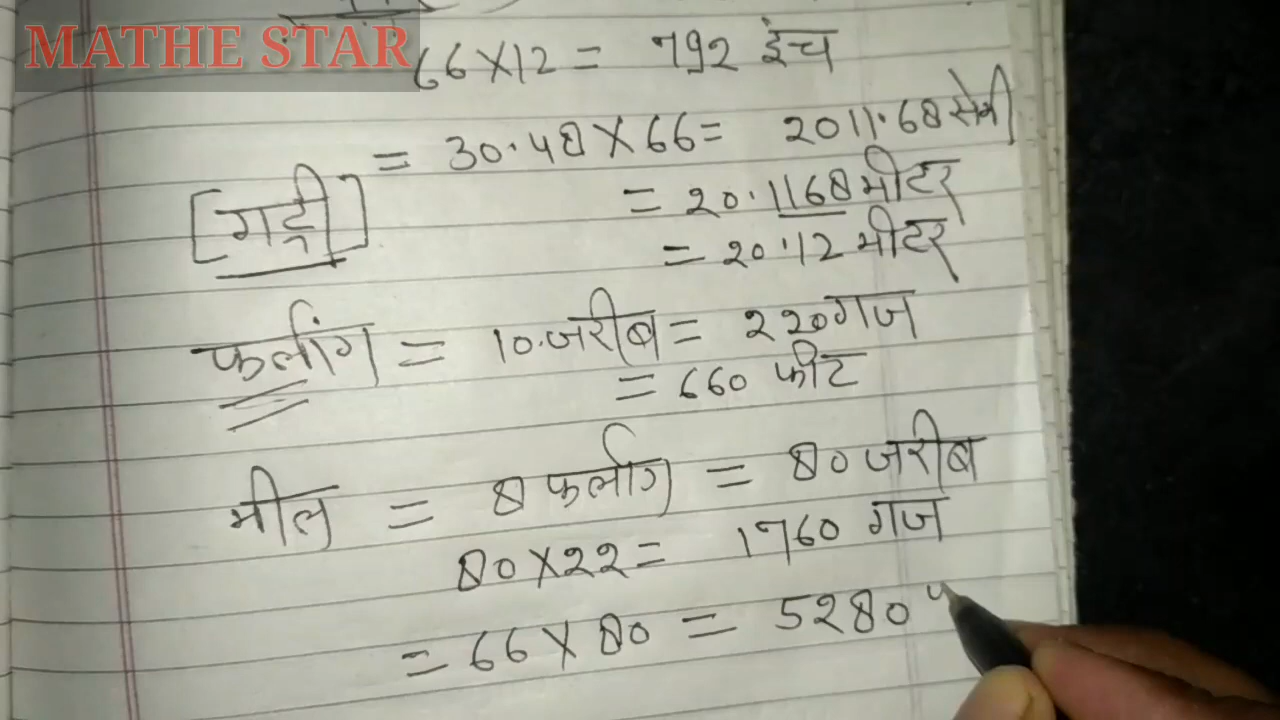 MATHE STAR
66×12 = 792 इंच
= 30.48×66 = 2011.68 सेमी
= 20.1168 मीटर
[गट्री]
= 20.12 मीटर
फर्लांग = 10 जरीब = 220 गज
= 660 फीट
मील = 8 फर्लांग = 80 जरीब
80×22 = 1760 गज
= 66×80 = 5280